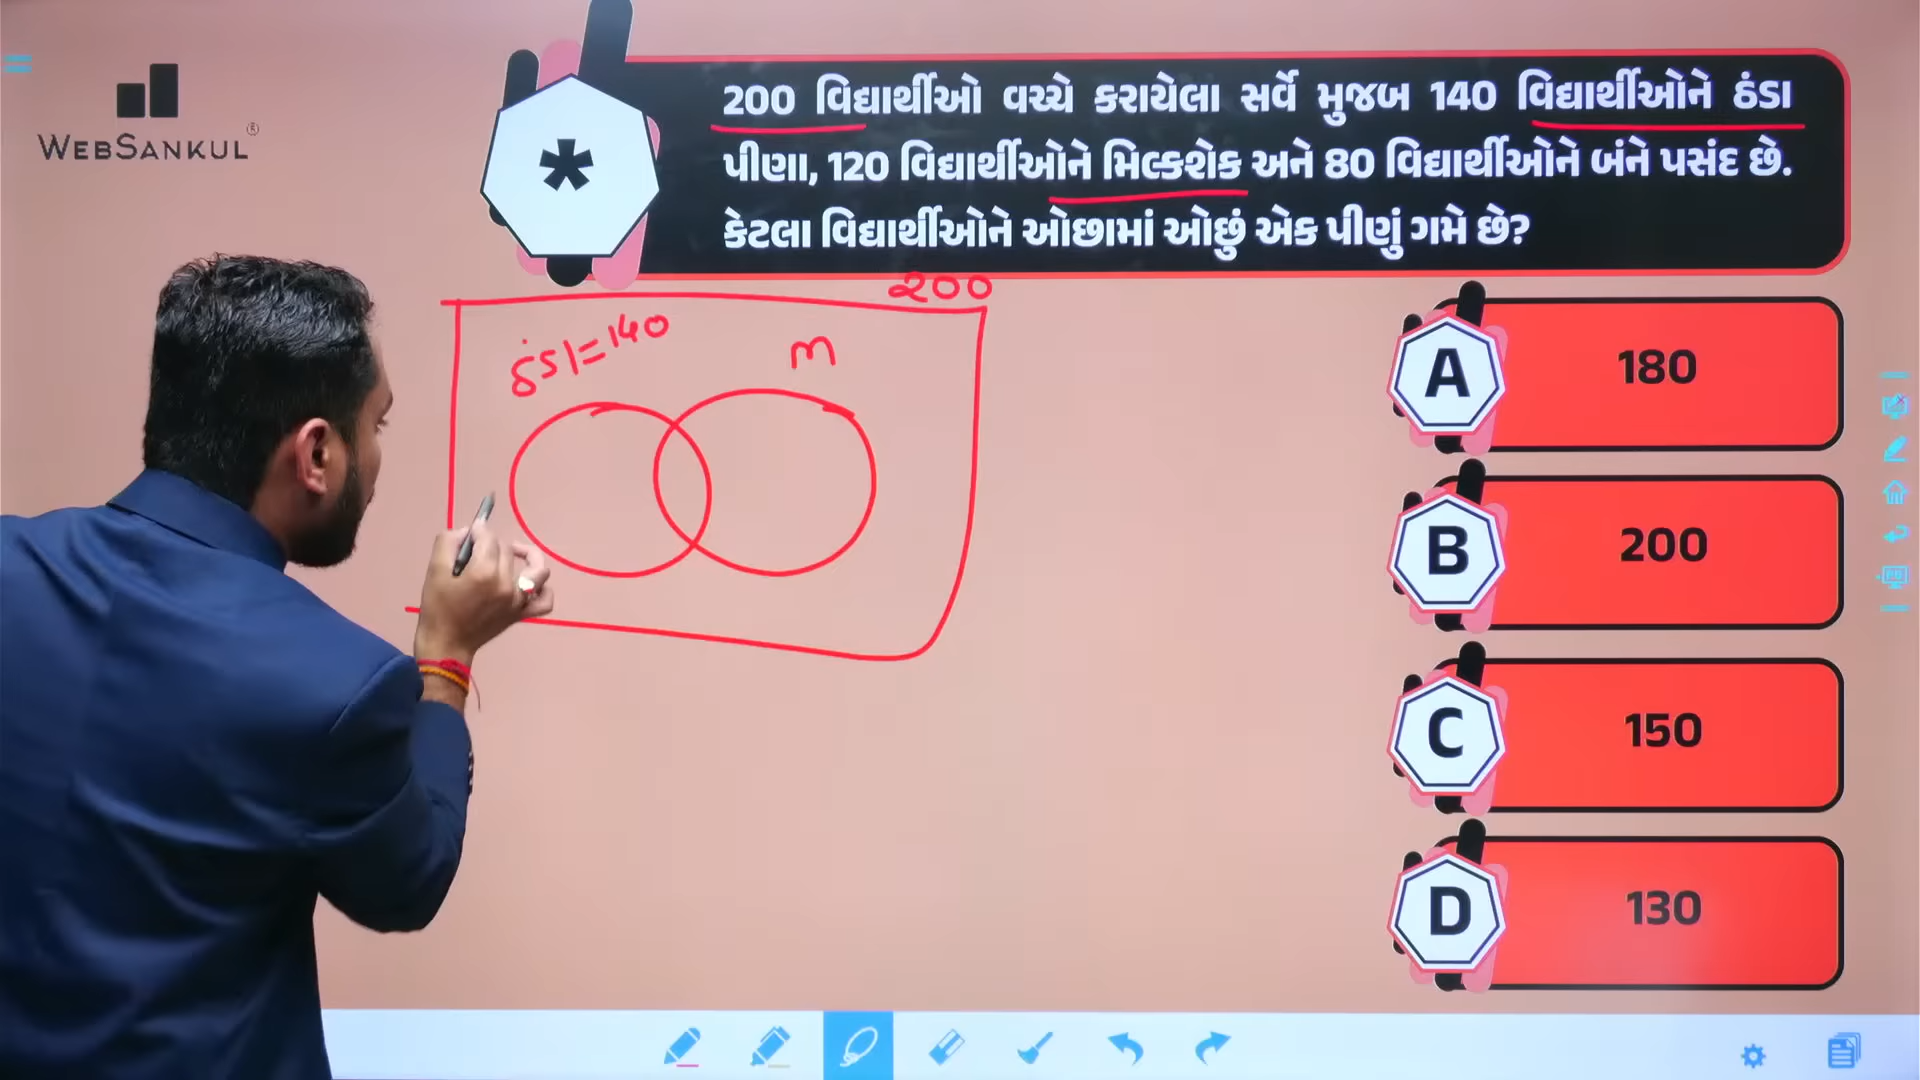 WEBSANKUL®
*
200 વિદ્યાર્થીઓ વચ્ચે કરાયેલા સર્વે મુજબ 140 વિદ્યાર્થીઓને ઠંડા
પીણા, 120 વિદ્યાર્થીઓને મિલ્કશેક અને 80 વિદ્યાર્થીઓને બંને પસંદ છે.
કેટલા વિદ્યાર્થીઓને ઓછામાં ઓછું એક પીણું ગમે છે?
200
ઠંડા=140
m
A 180
B 200
C 150
D 130